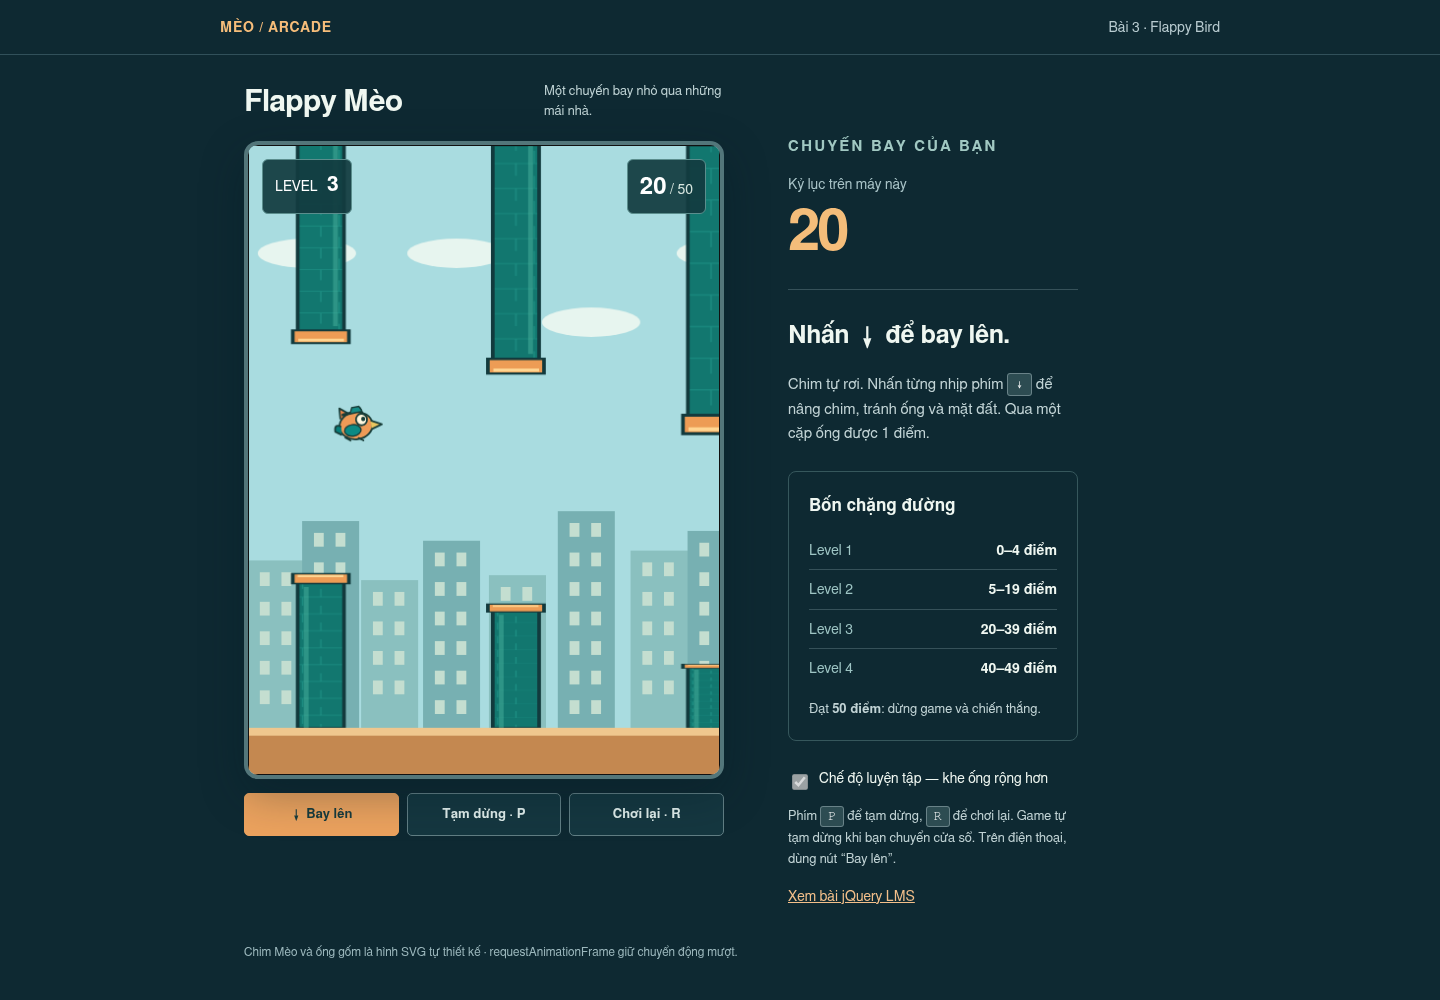 MÈO / ARCADE
Bài 3 · Flappy Bird
Flappy Mèo
Một chuyến bay nhỏ qua những
mái nhà.
LEVEL 3
20 / 50
CHUYẾN BAY CỦA BẠN
Kỷ lục trên máy này
20
Nhấn ↓ để bay lên.
Chim tự rơi. Nhấn từng nhịp phím ↓ để
nâng chim, tránh ống và mặt đất. Qua một
cặp ống được 1 điểm.
Bốn chặng đường
Level 1 0–4 điểm
Level 2 5–19 điểm
Level 3 20–39 điểm
Level 4 40–49 điểm
Đạt 50 điểm: dừng game và chiến thắng.
Chế độ luyện tập — khe ống rộng hơn
Phím P để tạm dừng, R để chơi lại. Game tự
tạm dừng khi bạn chuyển cửa sổ. Trên điện thoại,
dùng nút “Bay lên”.
Xem bài jQuery LMS
↓ Bay lên
Tạm dừng · P
Chơi lại · R
Chim Mèo và ống gốm là hình SVG tự thiết kế · requestAnimationFrame giữ chuyển động mượt.